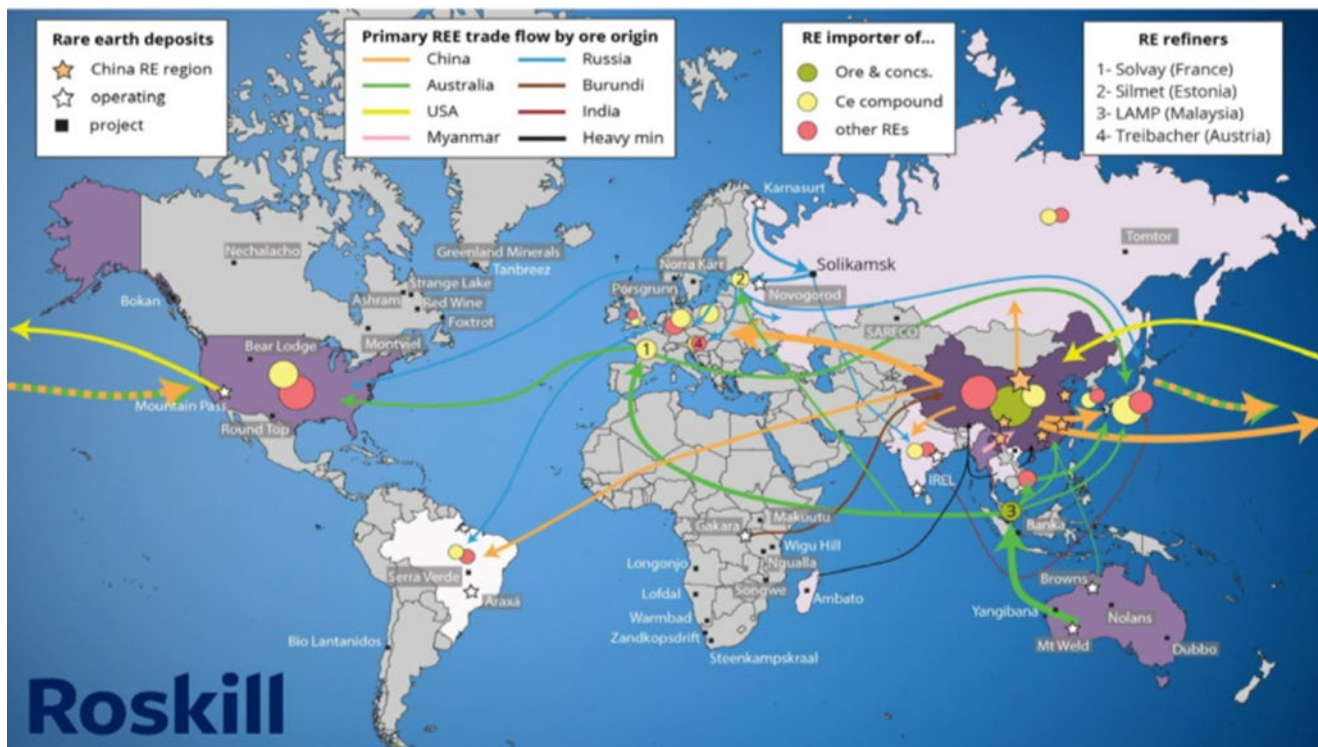 Rare earth deposits
China RE region
operating
project
Primary REE trade flow by ore origin
China
Russia
Australia
Burundi
USA
India
Myanmar
Heavy min
RE importer of...
Ore & concs.
Ce compound
other REs
RE refiners
1- Solvay (France)
2- Silmet (Estonia)
3- LAMP (Malaysia)
4- Treibacher (Austria)
Karnasurt
Tomtor
Nechalacho
Greenland Minerals
Tanbreez
Norra Kärr
Solikamsk
Strange Lake
Porsgrunn
2
Novogorod
Bokan
Ashram
Red Wine
Foxtrot
SARECO
Montviel
Bear Lodge
1
4
Mountain Pass
Round Top
IREL
3
Banka
Gakara
Makuutu
Wigu Hill
Serra Verde
Longonjo
Ngualla
Browns
Araxá
Lofdal
Songwe
Ambato
Yangibana
Nolans
Warmbad
Bio Lantanidos
Zandkopsdrift
Mt Weld
Dubbo
Steenkampskraal
Roskill